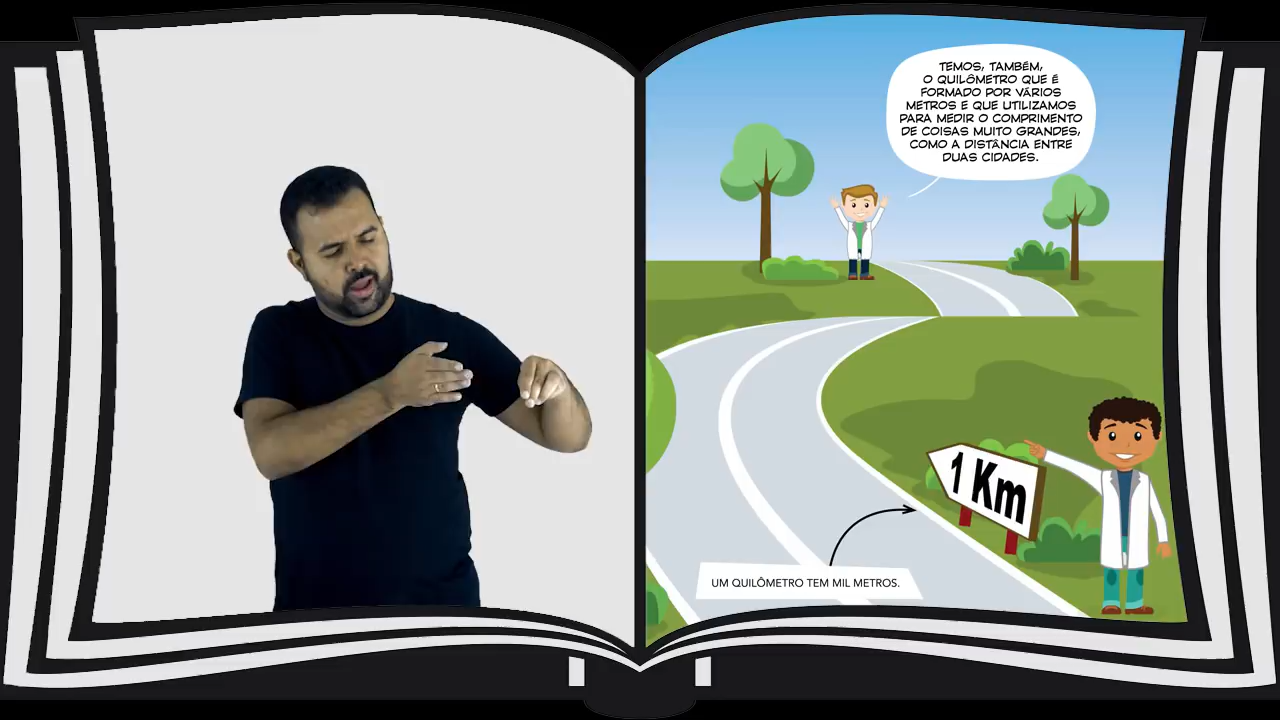 TEMOS, TAMBÉM,
O QUILÔMETRO QUE É
FORMADO POR VÁRIOS
METROS E QUE UTILIZAMOS
PARA MEDIR O COMPRIMENTO
DE COISAS MUITO GRANDES,
COMO A DISTÂNCIA ENTRE
DUAS CIDADES.
1 Km
UM QUILÔMETRO TEM MIL METROS.